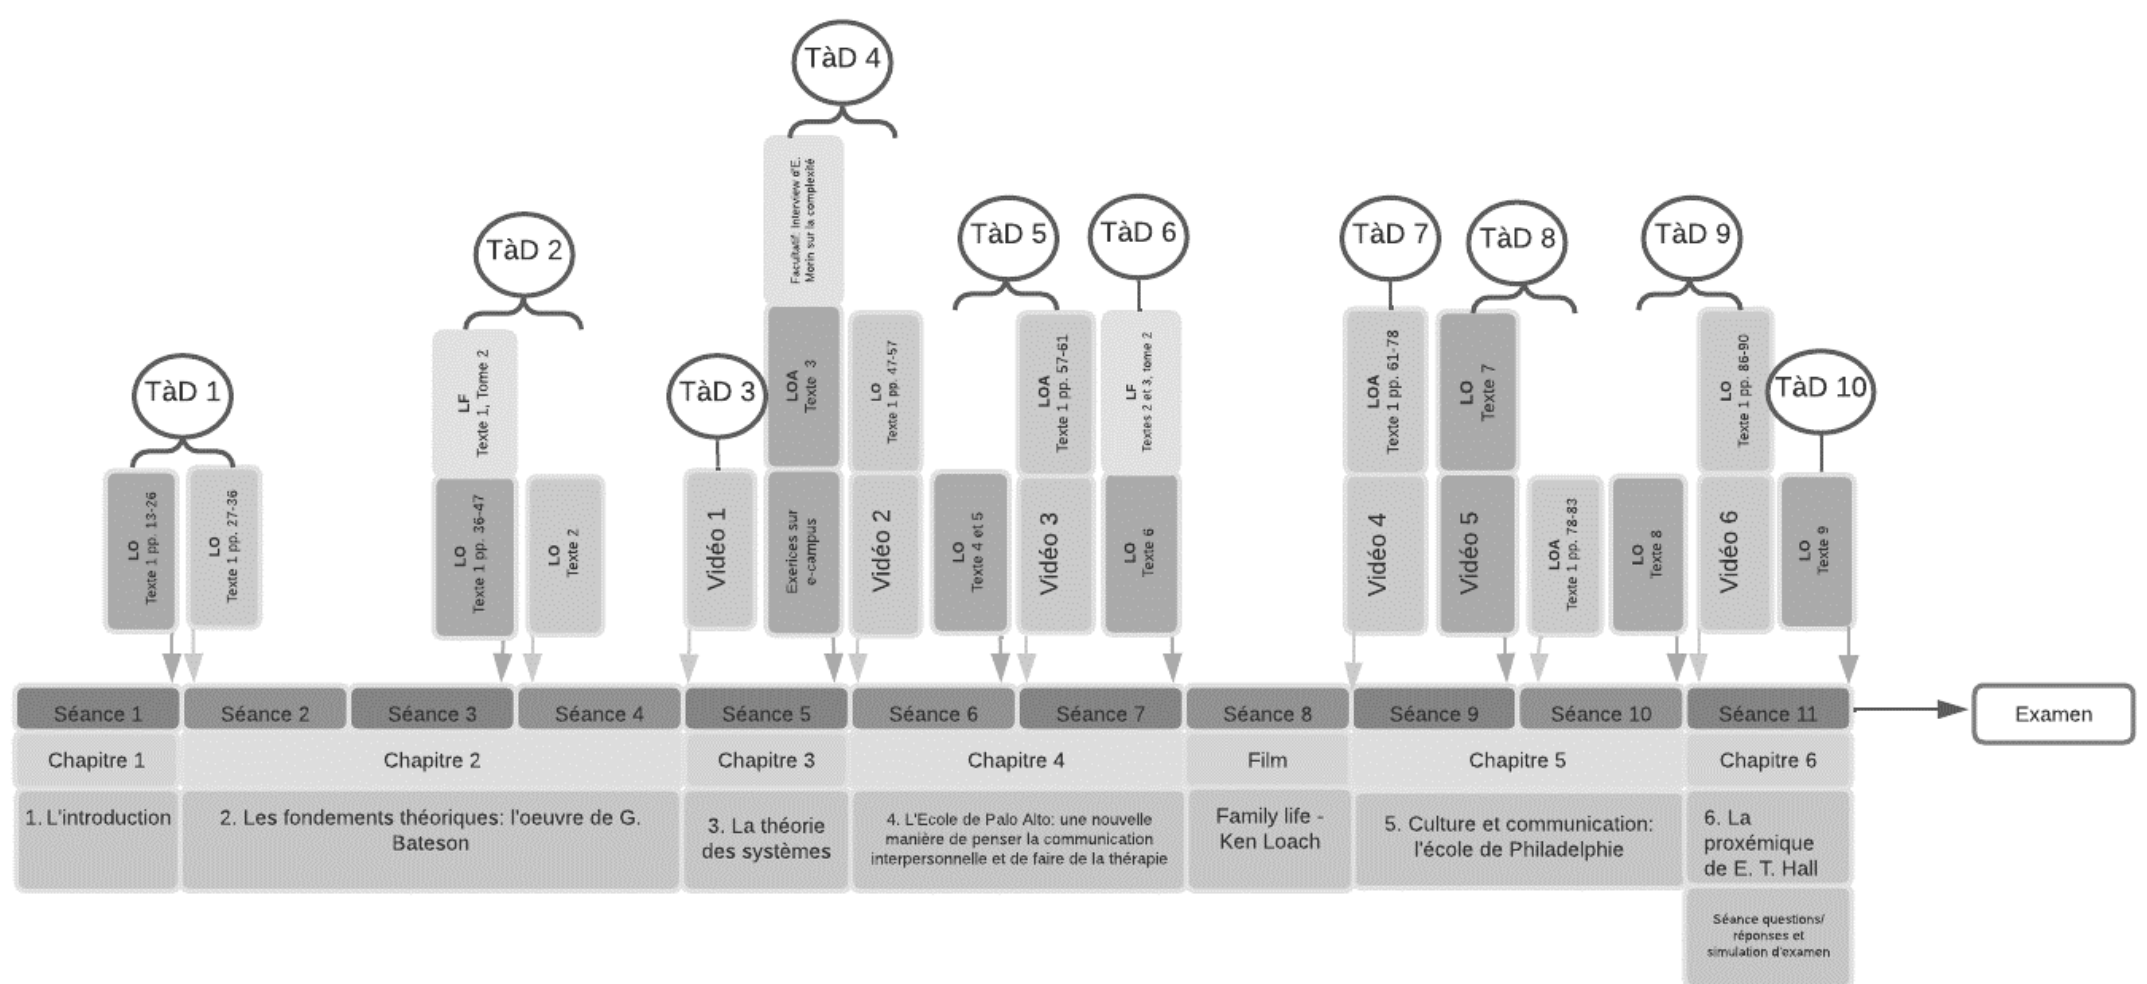 TàD 4
TàD 2
TàD 5
TàD 6
TàD 7
TàD 8
TàD 9
TàD 1
TàD 3
TàD 10
Facultatif: Interview d'E.
Morin sur la complexité
LF
Texte 1, Tome 2
LOA
Texte 3
LO
Texte 1 pp. 47-57
LOA
Texte 1 pp. 57-61
LF
Textes 2 et 3, tome 2
LOA
Texte 1 pp. 61-78
LO
Texte 7
LO
Texte 1 pp. 86-90
LO
Texte 1 pp. 13-26
LO
Texte 1 pp. 27-36
LO
Texte 1 pp. 36-47
LO
Texte 2
Vidéo 1
Exerices sur
e-campus
Vidéo 2
LO
Texte 4 et 5
Vidéo 3
LO
Texte 6
Vidéo 4
Vidéo 5
LOA
Texte 1 pp. 78-83
LO
Texte 8
Vidéo 6
LO
Texte 9
Séance 1
Séance 2
Séance 3
Séance 4
Séance 5
Séance 6
Séance 7
Séance 8
Séance 9
Séance 10
Séance 11
Examen
Chapitre 1
Chapitre 2
Chapitre 3
Chapitre 4
Film
Chapitre 5
Chapitre 6
1. L'introduction
2. Les fondements théoriques: l'oeuvre de G.
Bateson
3. La théorie
des systèmes
4. L'Ecole de Palo Alto: une nouvelle
manière de penser la communication
interpersonnelle et de faire de la thérapie
Family life -
Ken Loach
5. Culture et communication:
l'école de Philadelphie
6. La
proxémique
de E. T. Hall
Séance questions/
réponses et
simulation d'examen